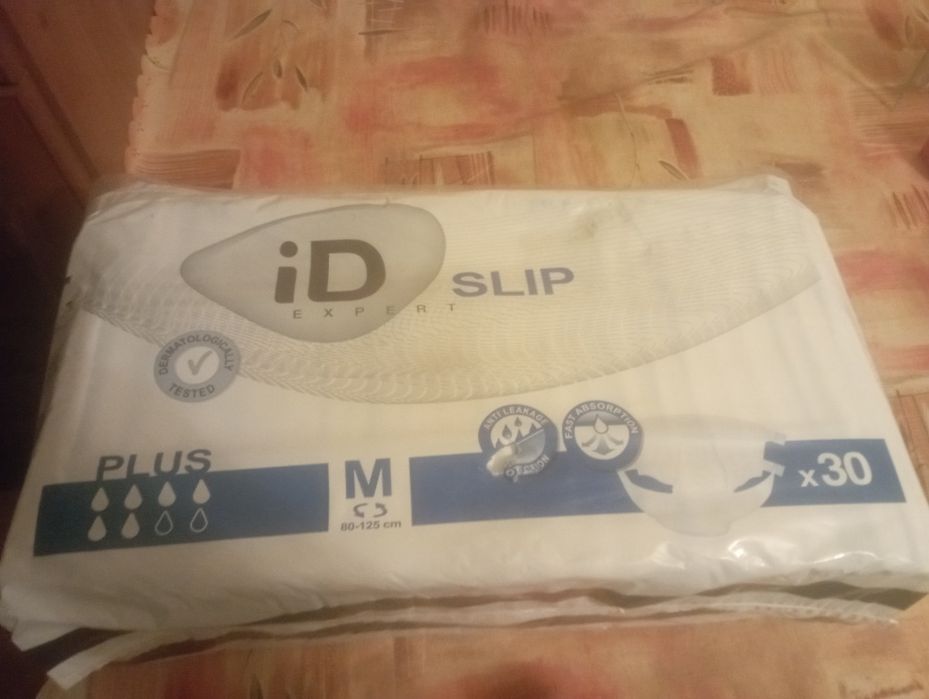 iD
EXPERT
SLIP
DERMATOLOGICALLY
TESTED
PLUS
M
80-125 cm
ANTI LEAKAGE
FAST ABSORPTION
x30